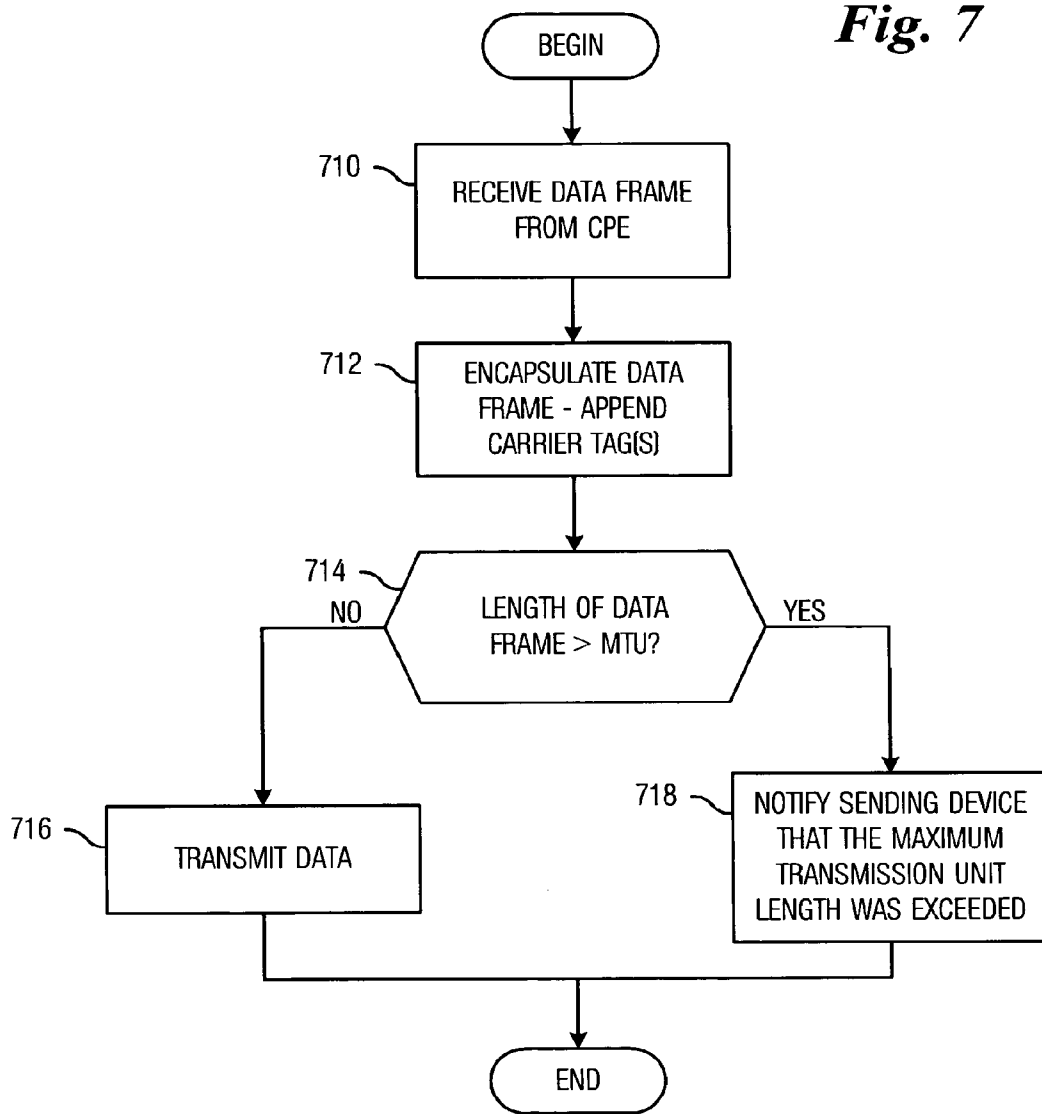 Fig. 7
BEGIN
710
RECEIVE DATA FRAME
FROM CPE
712
ENCAPSULATE DATA
FRAME - APPEND
CARRIER TAG(S)
714
NO
LENGTH OF DATA
FRAME > MTU?
YES
716
TRANSMIT DATA
718
NOTIFY SENDING DEVICE
THAT THE MAXIMUM
TRANSMISSION UNIT
LENGTH WAS EXCEEDED
END